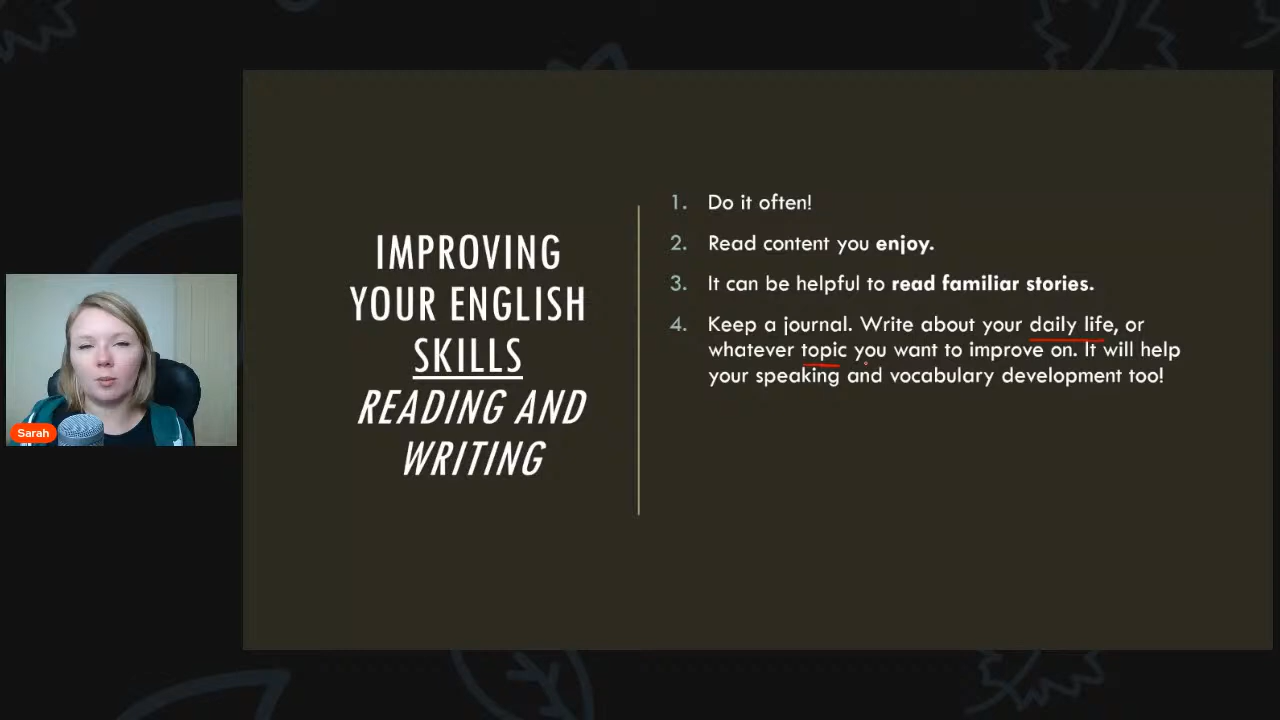 IMPROVING
YOUR ENGLISH
SKILLS
READING AND
WRITING
1. Do it often!
2. Read content you enjoy.
3. It can be helpful to read familiar stories.
4. Keep a journal. Write about your daily life, or
whatever topic you want to improve on. It will help
your speaking and vocabulary development too!
Sarah